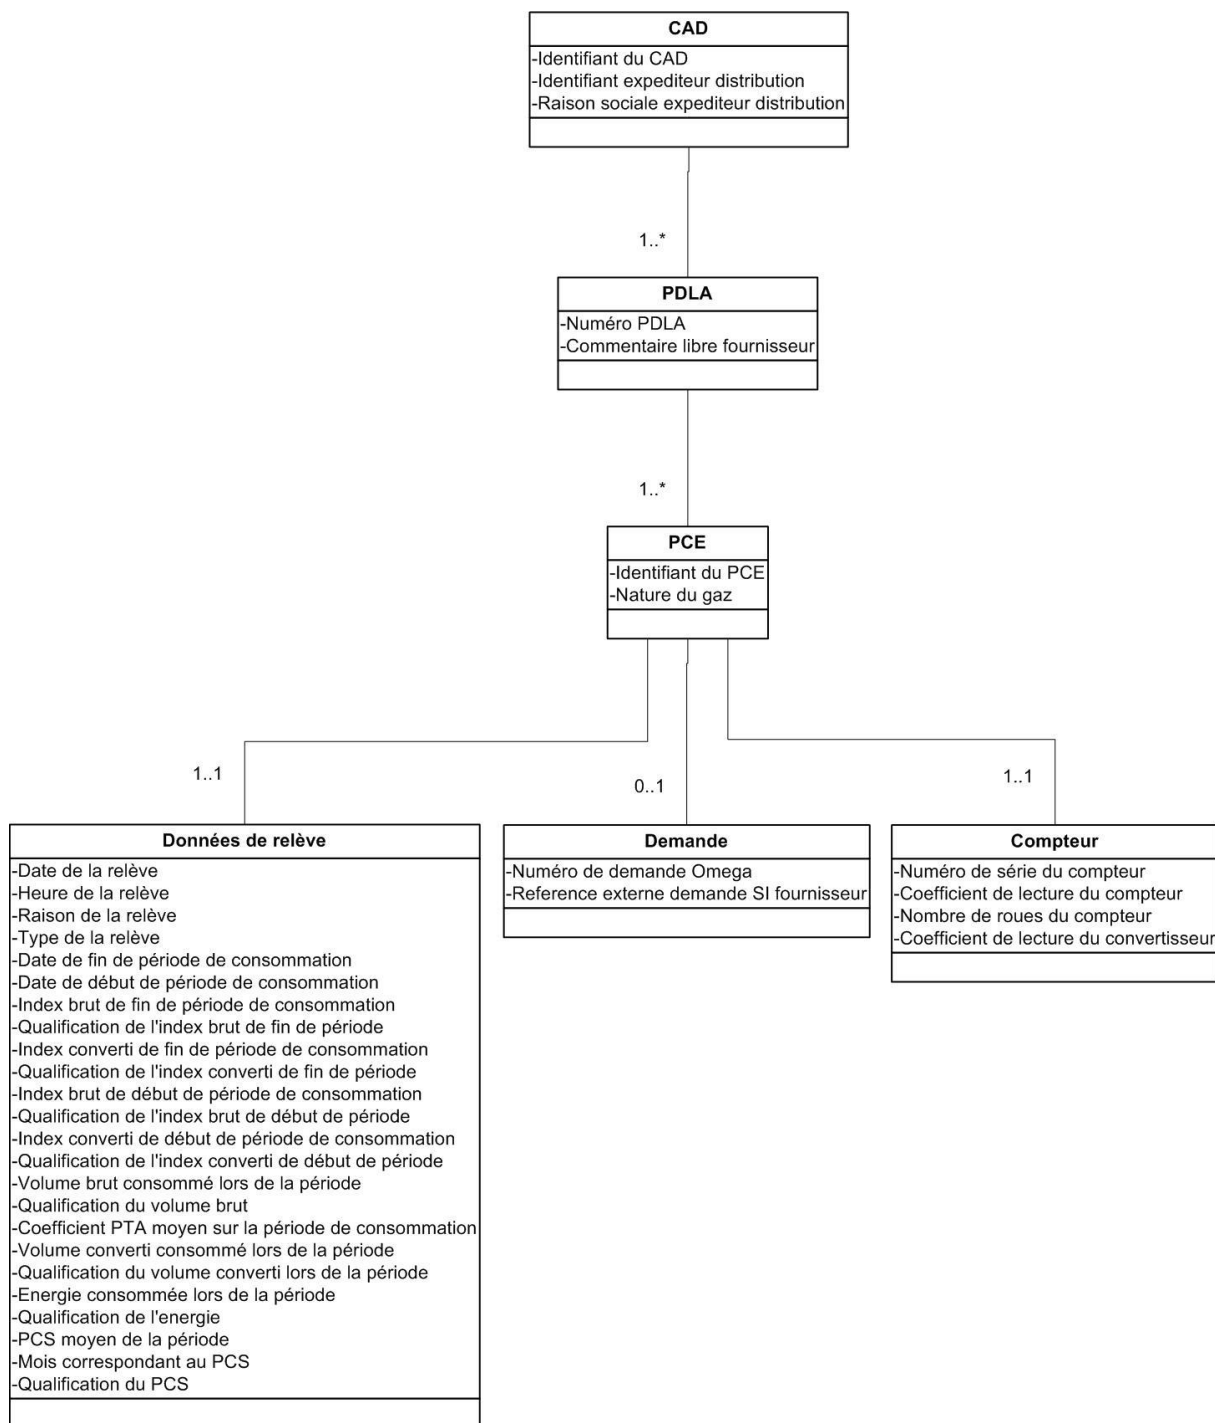 CAD
-Identifiant du CAD
-Identifiant expediteur distribution
-Raison sociale expediteur distribution
1..*
PDLA
-Numéro PDLA
-Commentaire libre fournisseur
1..*
PCE
-Identifiant du PCE
-Nature du gaz
1..1
0..1
1..1
Données de relève
-Date de la relève
-Heure de la relève
-Raison de la relève
-Type de la relève
-Date de fin de période de consommation
-Date de début de période de consommation
-Index brut de fin de période de consommation
-Qualification de l'index brut de fin de période
-Index converti de fin de période de consommation
-Qualification de l'index converti de fin de période
-Index brut de début de période de consommation
-Qualification de l'index brut de début de période
-Index converti de début de période de consommation
-Qualification de l'index converti de début de période
-Volume brut consommé lors de la période
-Qualification du volume brut
-Coefficient PTA moyen sur la période de consommation
-Volume converti consommé lors de la période
-Qualification du volume converti lors de la période
-Energie consommée lors de la période
-Qualification de l'energie
-PCS moyen de la période
-Mois correspondant au PCS
-Qualification du PCS
Demande
-Numéro de demande Omega
-Reference externe demande SI fournisseur
Compteur
-Numéro de série du compteur
-Coefficient de lecture du compteur
-Nombre de roues du compteur
-Coefficient de lecture du convertisseur